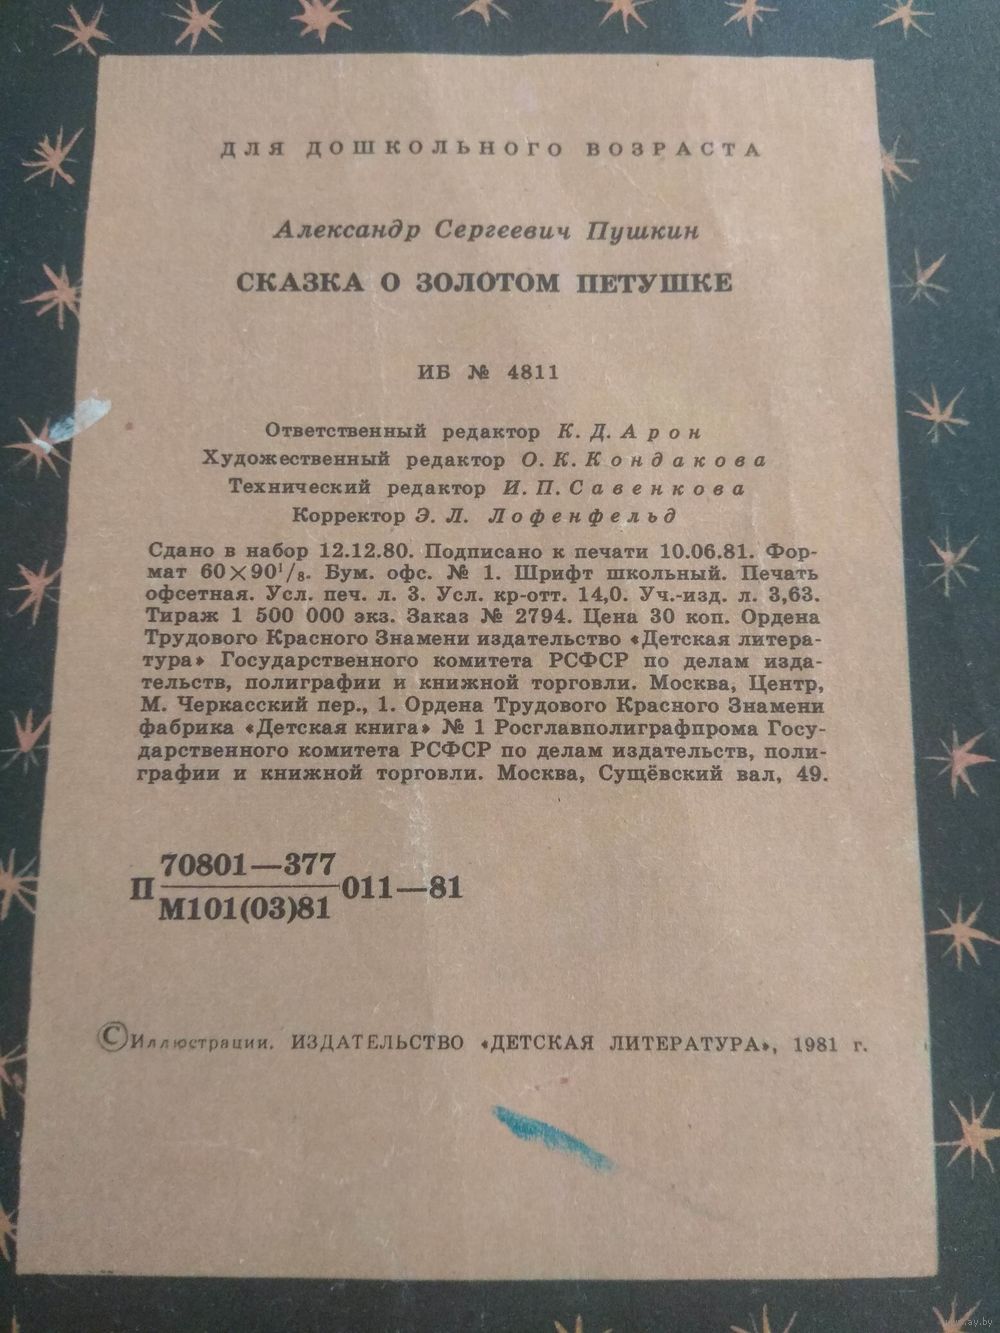 ДЛЯ ДОШКОЛЬНОГО ВОЗРАСТА
Александр Сергеевич Пушкин
СКАЗКА О ЗОЛОТОМ ПЕТУШКЕ
ИБ № 4811
Ответственный редактор К. Д. Арон
Художественный редактор О. К. Кондакова
Технический редактор И. П. Савенкова
Корректор Э. Л. Лофенфельд
Сдано в набор 12.12.80. Подписано к печати 10.06.81. Фор-
мат 60×90¹/₈. Бум. офс. № 1. Шрифт школьный. Печать
офсетная. Усл. печ. л. 3. Усл. кр-отт. 14,0. Уч.-изд. л. 3,63.
Тираж 1 500 000 экз. Заказ № 2794. Цена 30 коп. Ордена
Трудового Красного Знамени издательство «Детская литера-
тура» Государственного комитета РСФСР по делам изда-
тельств, полиграфии и книжной торговли. Москва, Центр,
М. Черкасский пер., 1. Ордена Трудового Красного Знамени
фабрика «Детская книга» № 1 Росглавполиграфпрома Госу-
дарственного комитета РСФСР по делам издательств, поли-
графии и книжной торговли. Москва, Сущёвский вал, 49.
70801—377
П 011—81
М101(03)81
© Иллюстрации. ИЗДАТЕЛЬСТВО «ДЕТСКАЯ ЛИТЕРАТУРА», 1981 г.
www.ay.by